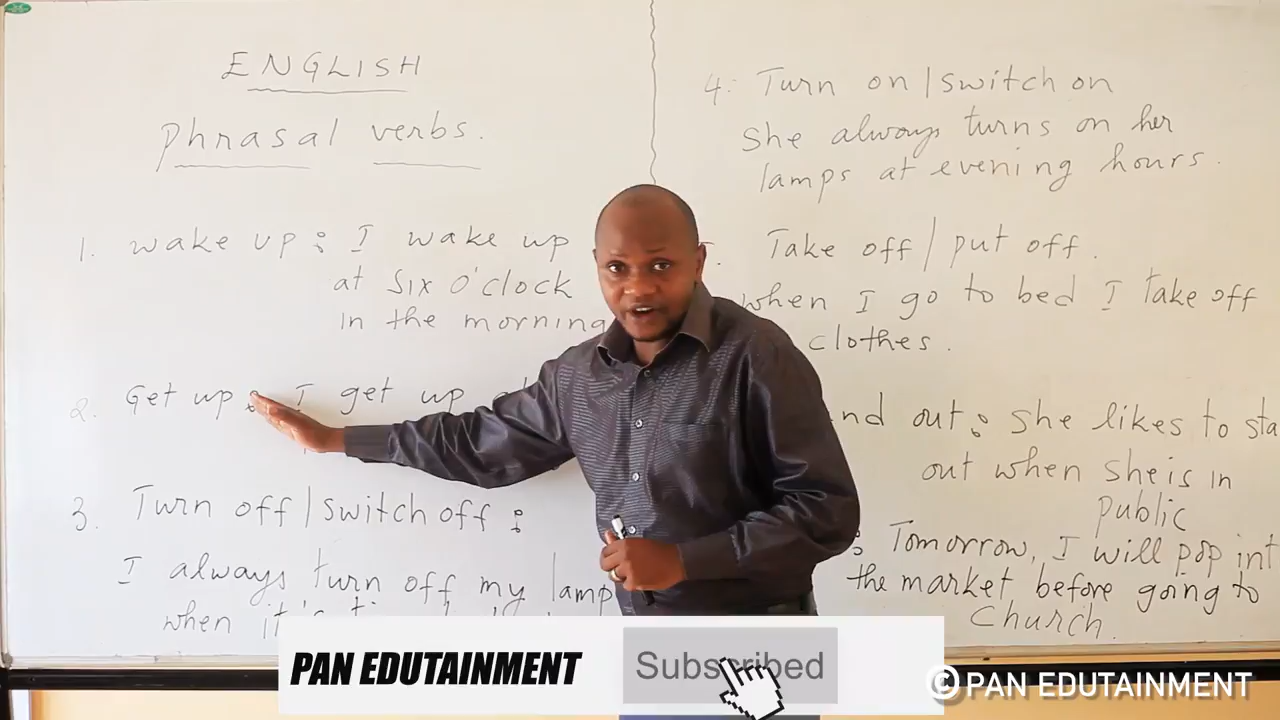 ENGLISH
Phrasal verbs.
1. wake up : I wake up
at six o'clock
in the morning
2. Get up : I get up
3. Turn off / switch off :
I always turn off my lamp
when
4: Turn on / switch on
She always turns on her
lamps at evening hours.
Take off / put off.
when I go to bed I take off
clothes.
out : she likes to
out when she is in
public
: Tomorrow, I will pop
the market, before going to
church.
PAN EDUTAINMENT
Subscribed
© PAN EDUTAINMENT